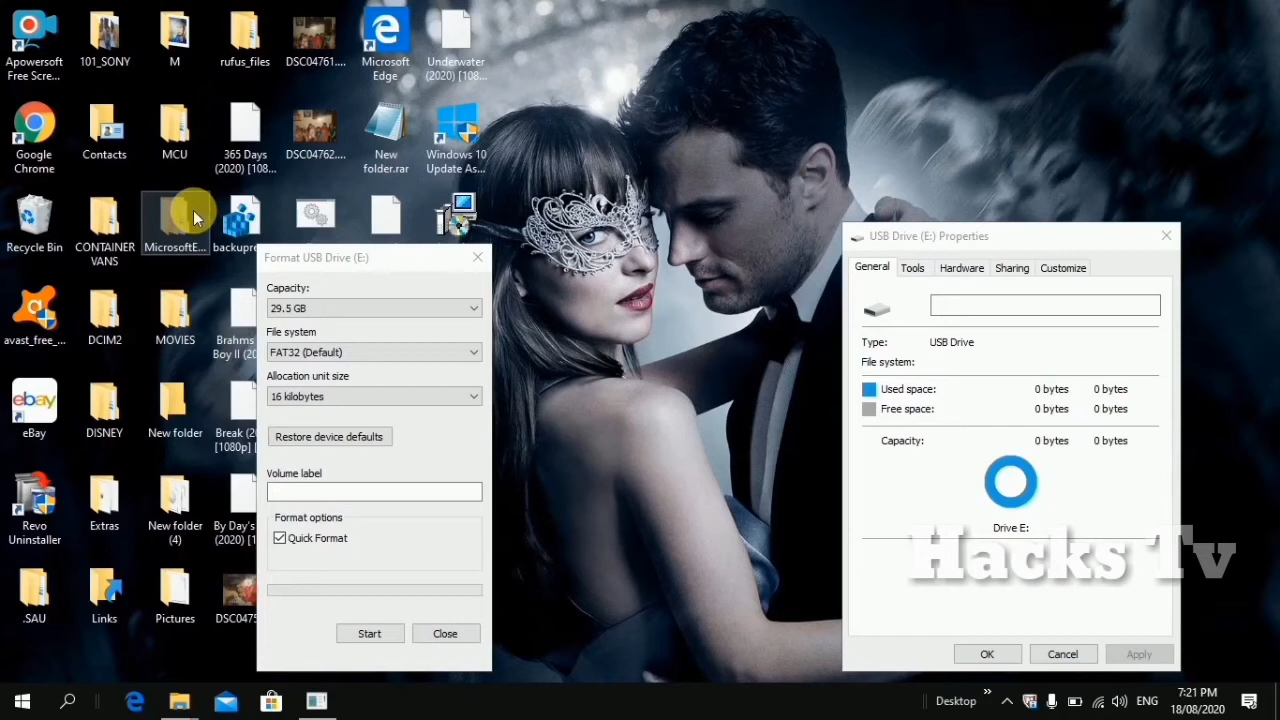 Apowersoft
Free Scre...
101_SONY
M
rufus_files
DSC04761....
Microsoft
Edge
Underwater
(2020) [108...
Google
Chrome
Contacts
MCU
365 Days
(2020) [108...
DSC04762....
New
folder.rar
Windows 10
Update As...
Recycle Bin
CONTAINER
VANS
MicrosoftE...
backupre
avast_free_...
DCIM2
MOVIES
Brahms
Boy II (20
ebay
eBay
DISNEY
New folder
Break (2
[1080p] [
Revo
Uninstaller
Extras
New folder
(4)
By Day's
(2020) [1
.SAU
Links
Pictures
DSC0475
Format USB Drive (E:)
Capacity:
29.5 GB
File system
FAT32 (Default)
Allocation unit size
16 kilobytes
Restore device defaults
Volume label
Format options
Quick Format
Start
Close
USB Drive (E:) Properties
General
Tools
Hardware
Sharing
Customize
Type:
USB Drive
File system:
Used space:
0 bytes
0 bytes
Free space:
0 bytes
0 bytes
Capacity:
0 bytes
0 bytes
Drive E:
Hacks Tv
OK
Cancel
Apply
Desktop
ENG
7:21 PM
18/08/2020